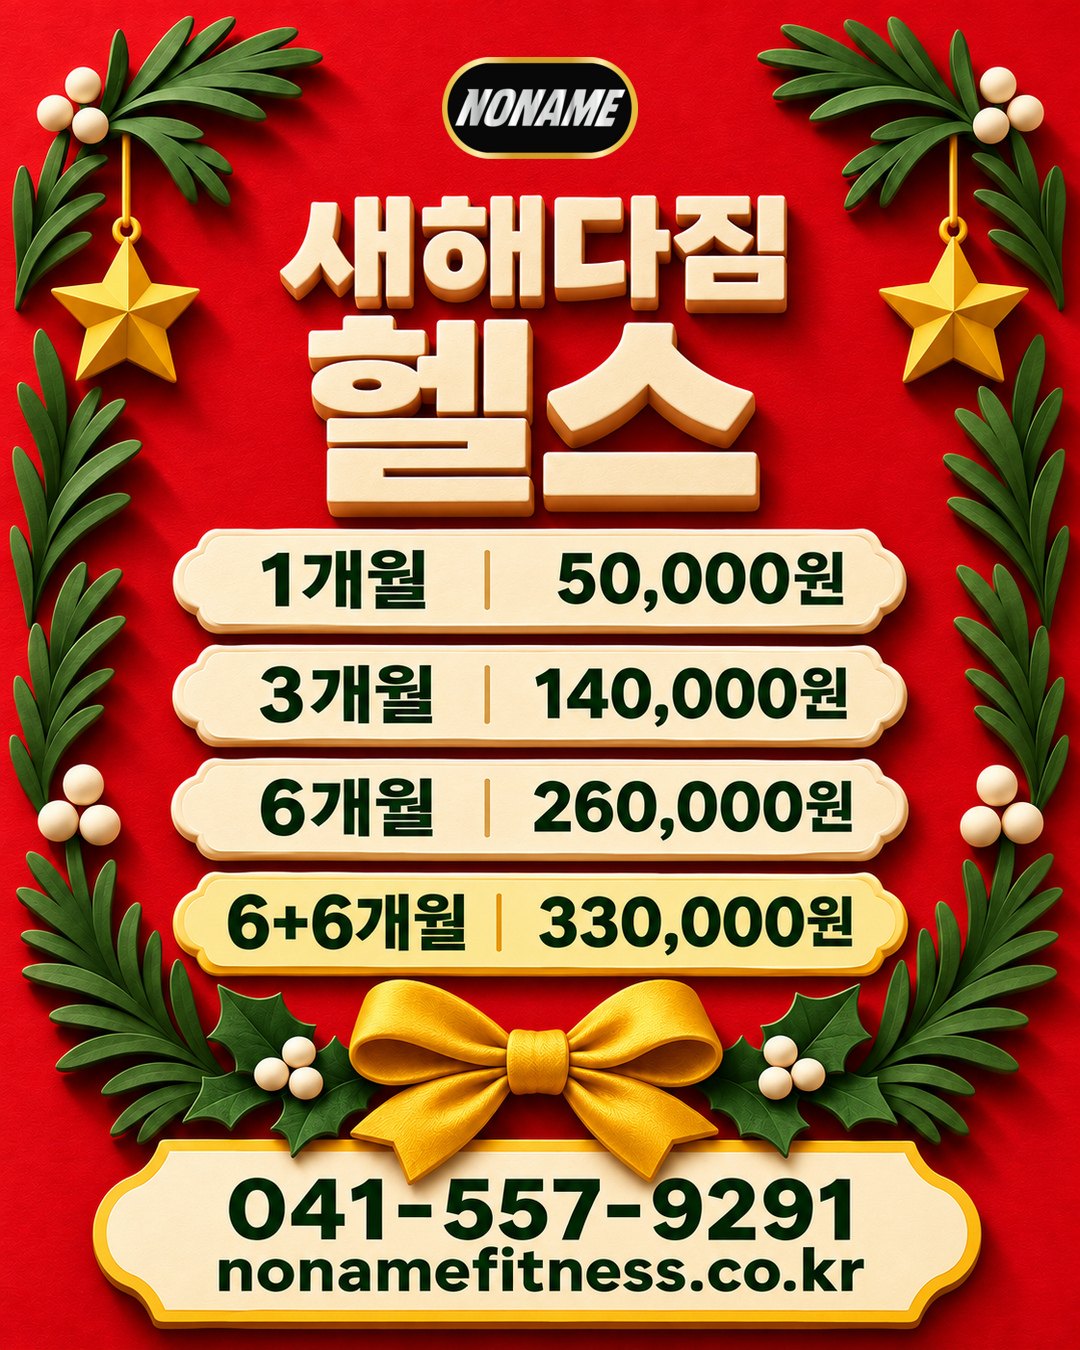 NONAME
새해다짐
헬스
1개월 | 50,000원
3개월 | 140,000원
6개월 | 260,000원
6+6개월 | 330,000원
041-557-9291
nonamefitness.co.kr